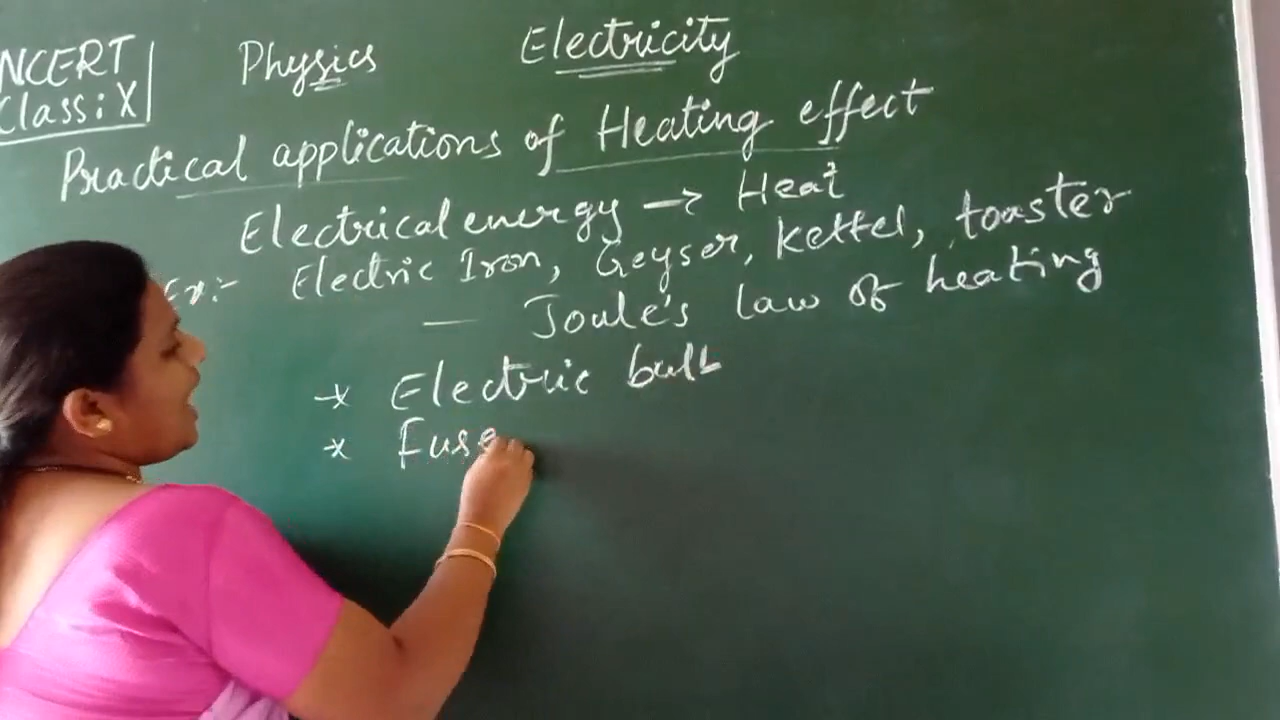 NCERT
Class: X
Physics
Electricity
Practical applications of Heating effect
Electrical energy → Heat
Ex:- Electric Iron, Geyser, Kettel, toaster
— Joule's law of heating
* Electric bulb
* Fuse